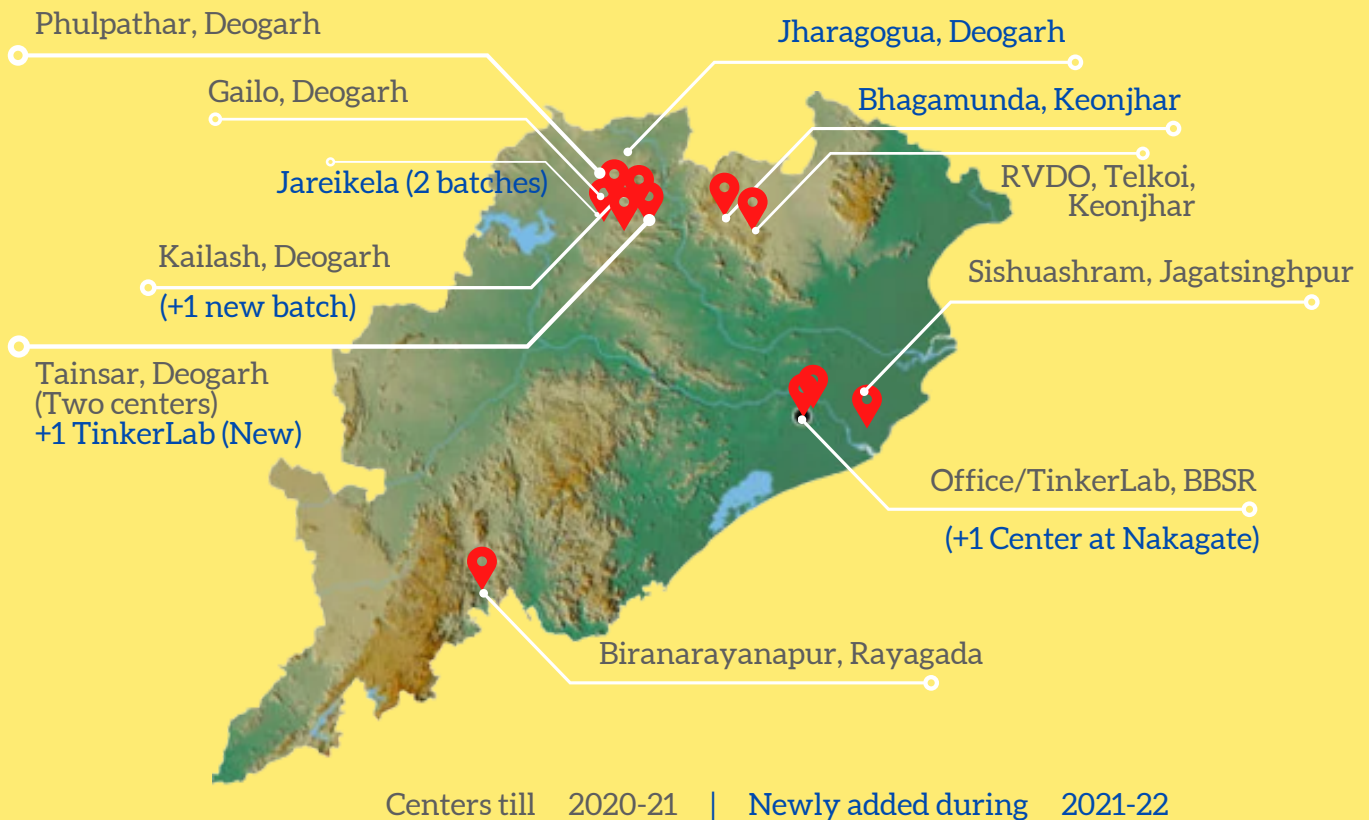 Phulpathar, Deogarh
Jharagogua, Deogarh
Gailo, Deogarh
Bhagamunda, Keonjhar
Jareikela (2 batches)
RVDO, Telkoi,
Keonjhar
Kailash, Deogarh
(+1 new batch)
Sishuashram, Jagatsinghpur
Tainsar, Deogarh
(Two centers)
+1 TinkerLab (New)
Office/TinkerLab, BBSR
(+1 Center at Nakagate)
Biranarayanapur, Rayagada
Centers till 2020-21 | Newly added during 2021-22